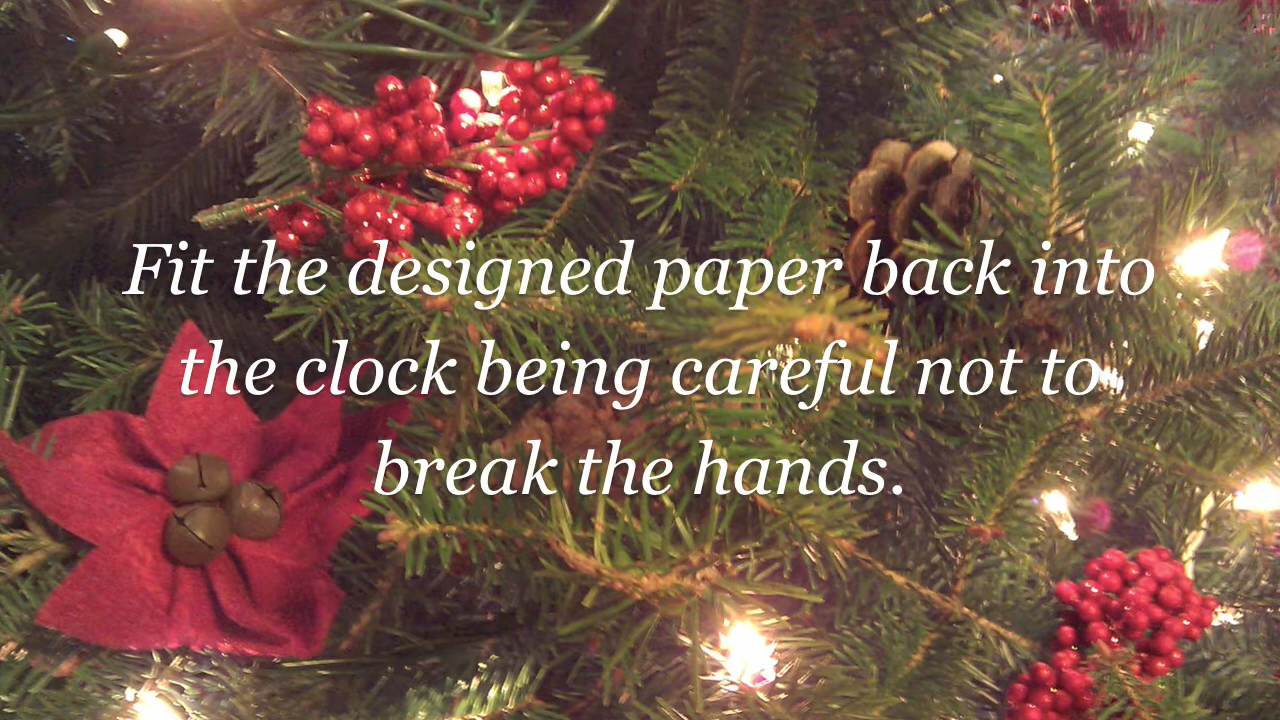 Fit the designed paper back into
the clock being careful not to
break the hands.